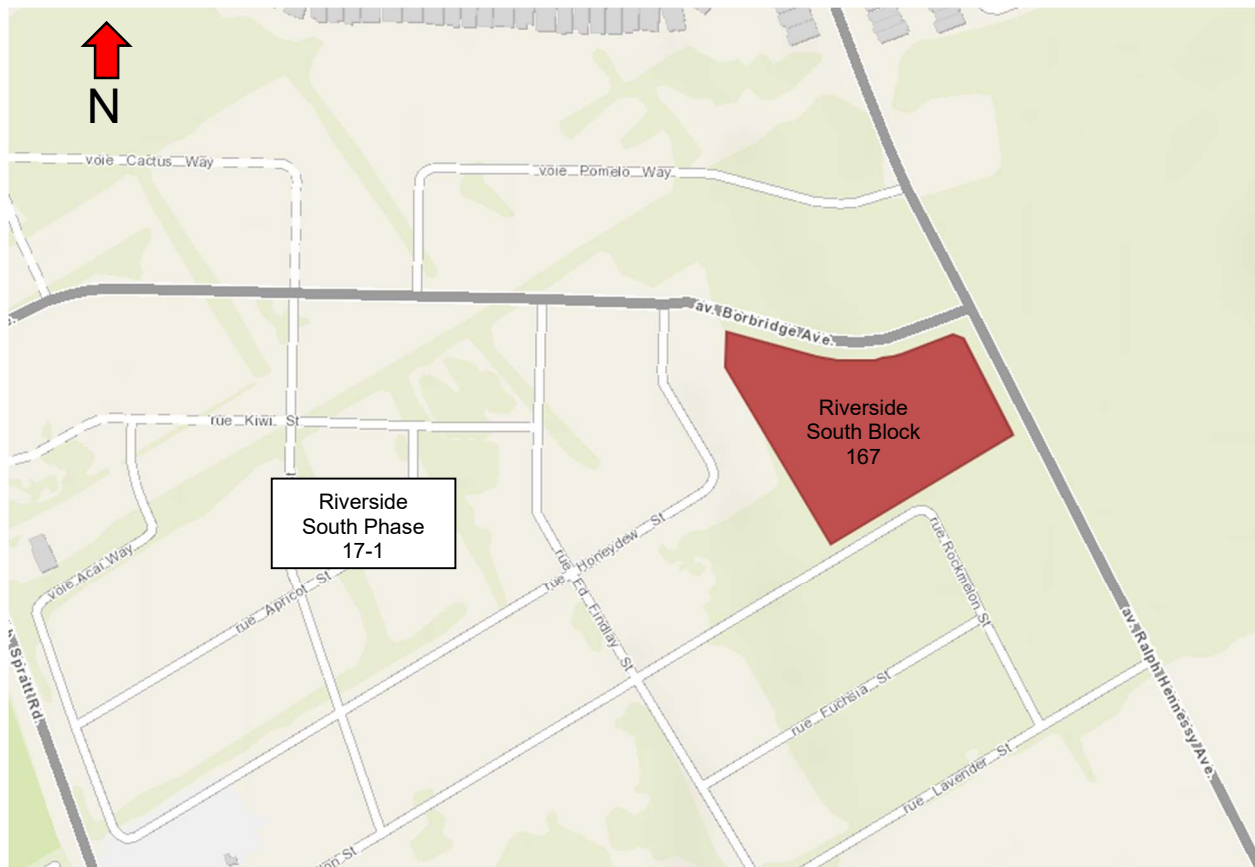 N
voie Cactus Way
voie Pomelo Way
av. Borbridge Ave.
e.
rue Kiwi St
Riverside
South Block
167
Riverside
South Phase
17-1
voie Acai Way
rue Apricot St
rue Honeydew St
rue Ed Findlay St
rue Rockmelon St
Spratt Rd.
rue Fuchsia St
av. Ralph Hennessy Ave.
rue Lavender St
on St